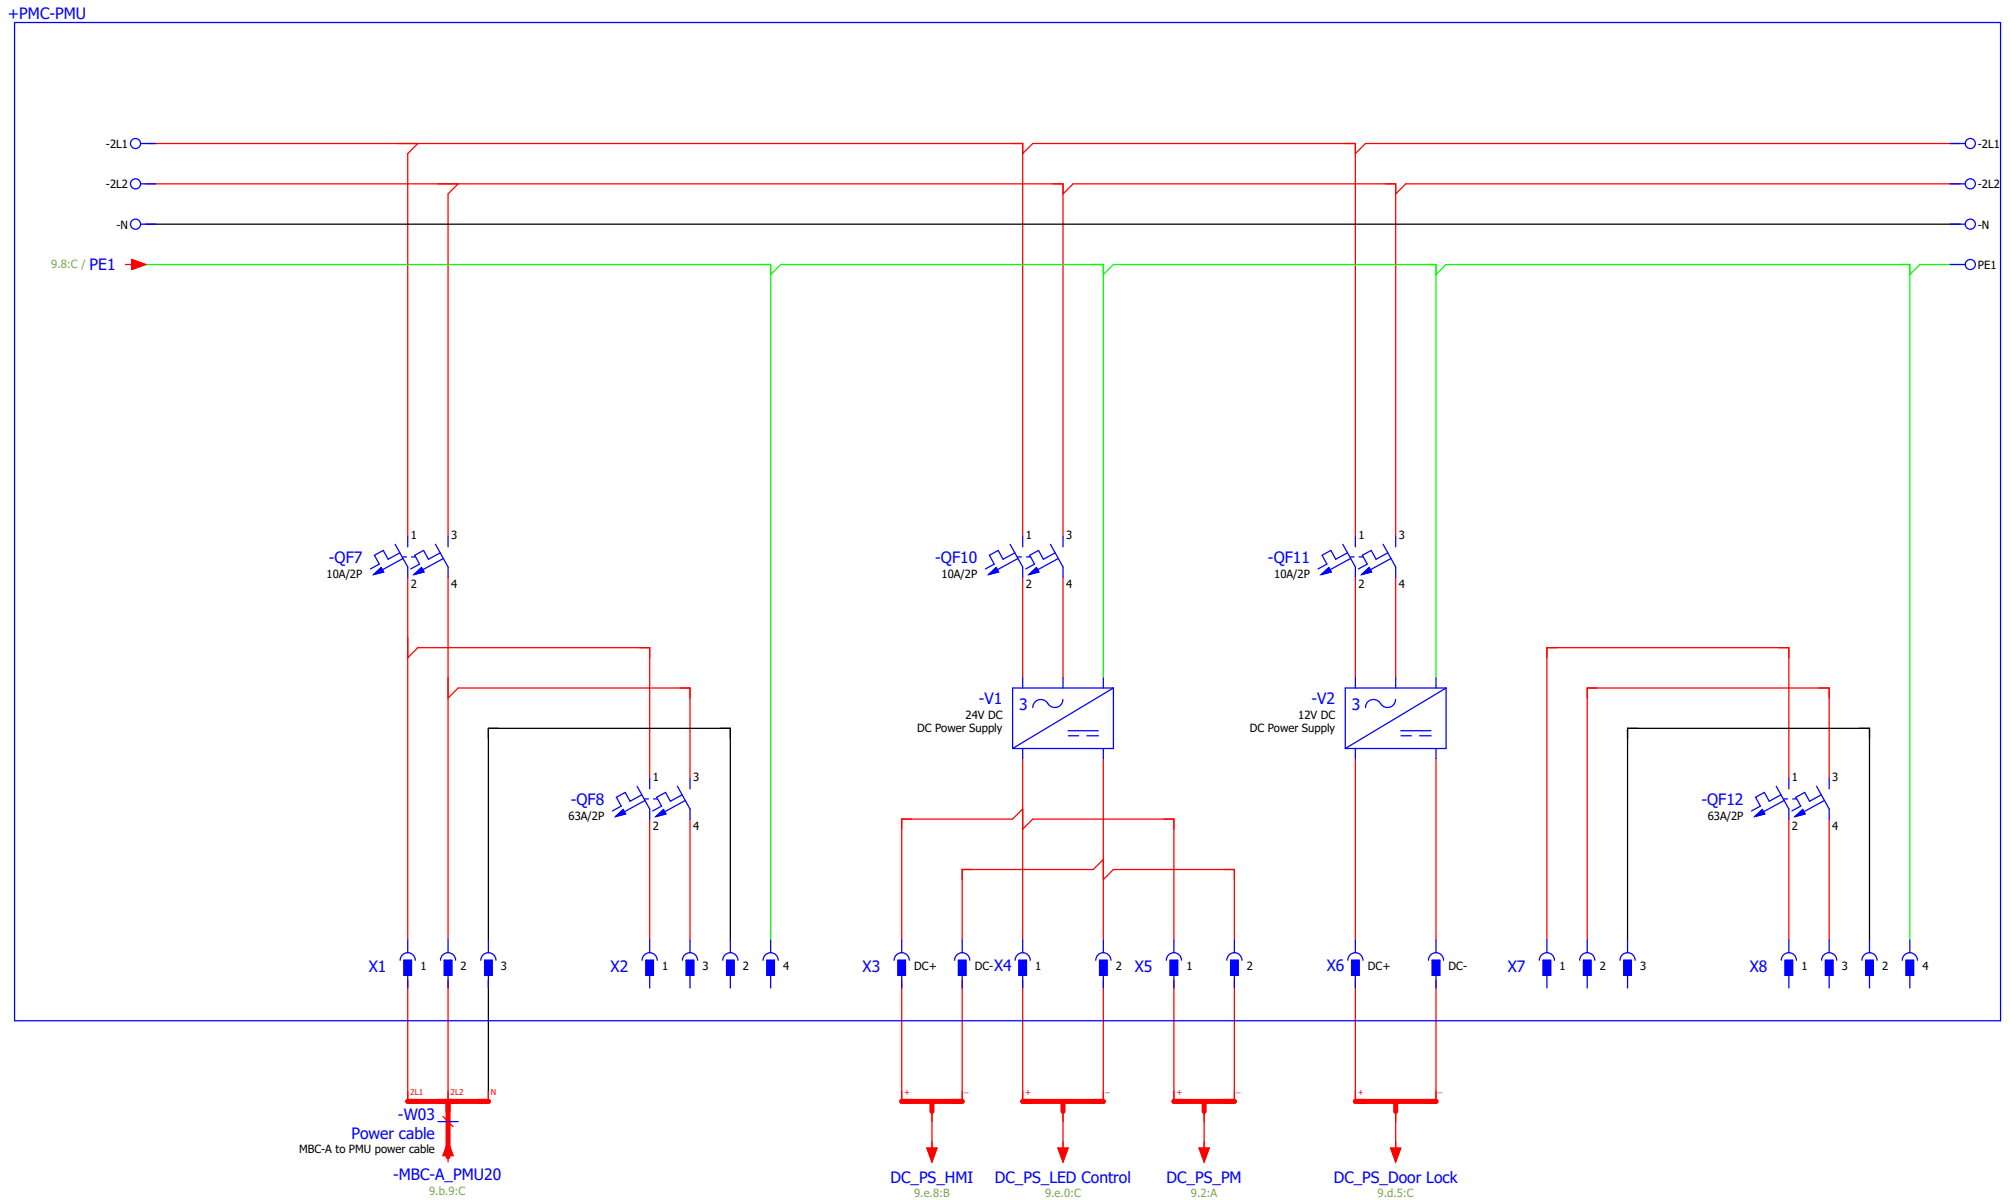 +PMC-PMU
-2L1 -2L1
-2L2 -2L2
-N -N
9.8:C / PE1 PE1
1 3 1 3 1 3
-QF7 -QF10 -QF11
10A/2P 10A/2P 10A/2P
2 4 2 4 2 4
-V1 3 -V2 3
24V DC 12V DC
DC Power Supply DC Power Supply
1 3 1 3
-QF8 -QF12
63A/2P 63A/2P
2 4 2 4
X1 1 2 3 X2 1 3 2 4 X3 DC+ DC- X4 1 2 X5 1 2 X6 DC+ DC- X7 1 2 3 X8 1 3 2 4
2L1 2L2 N + - + - + - + -
-W03
Power cable
MBC-A to PMU power cable
-MBC-A_PMU20 DC_PS_HMI DC_PS_LED Control DC_PS_PM DC_PS_Door Lock
9.b.9:C 9.e.8:B 9.e.0:C 9.2:A 9.d.5:C